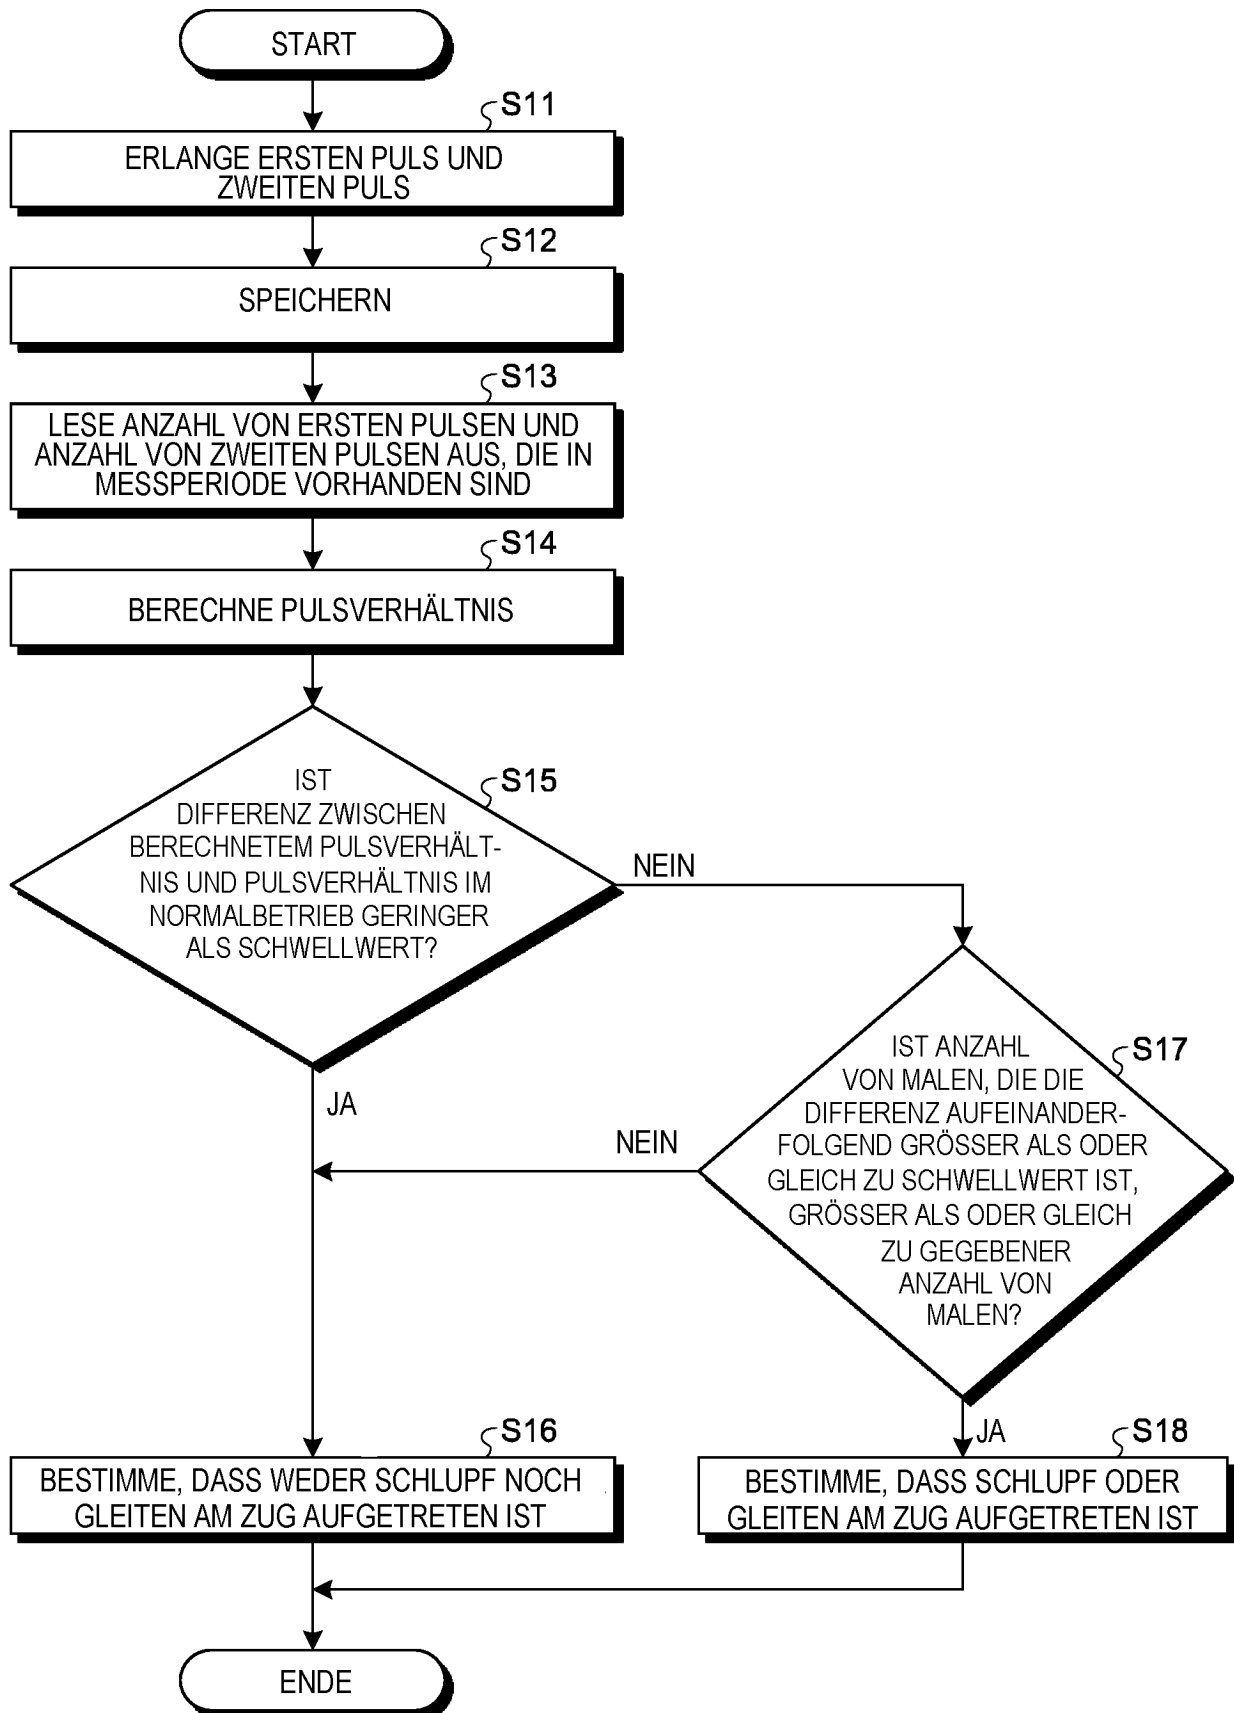 START
S11
ERLANGE ERSTEN PULS UND
ZWEITEN PULS
S12
SPEICHERN
S13
LESE ANZAHL VON ERSTEN PULSEN UND
ANZAHL VON ZWEITEN PULSEN AUS, DIE IN
MESSPERIODE VORHANDEN SIND
S14
BERECHNE PULSVERHÄLTNIS
S15
IST
DIFFERENZ ZWISCHEN
BERECHNETEM PULSVERHÄLT-
NIS UND PULSVERHÄLTNIS IM
NORMALBETRIEB GERINGER
ALS SCHWELLWERT?
NEIN
JA
S17
IST ANZAHL
VON MALEN, DIE DIE
DIFFERENZ AUFEINANDER-
FOLGEND GRÖSSER ALS ODER
GLEICH ZU SCHWELLWERT IST,
GRÖSSER ALS ODER GLEICH
ZU GEGEBENER
ANZAHL VON
MALEN?
NEIN
JA
S16
BESTIMME, DASS WEDER SCHLUPF NOCH
GLEITEN AM ZUG AUFGETRETEN IST
S18
BESTIMME, DASS SCHLUPF ODER
GLEITEN AM ZUG AUFGETRETEN IST
ENDE